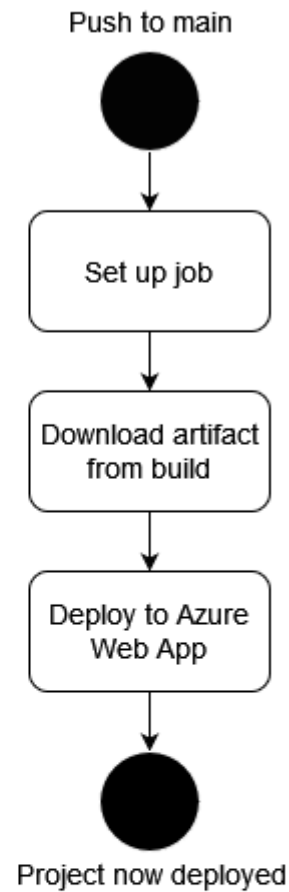 Push to main
Set up job
Download artifact
from build
Deploy to Azure
Web App
Project now deployed